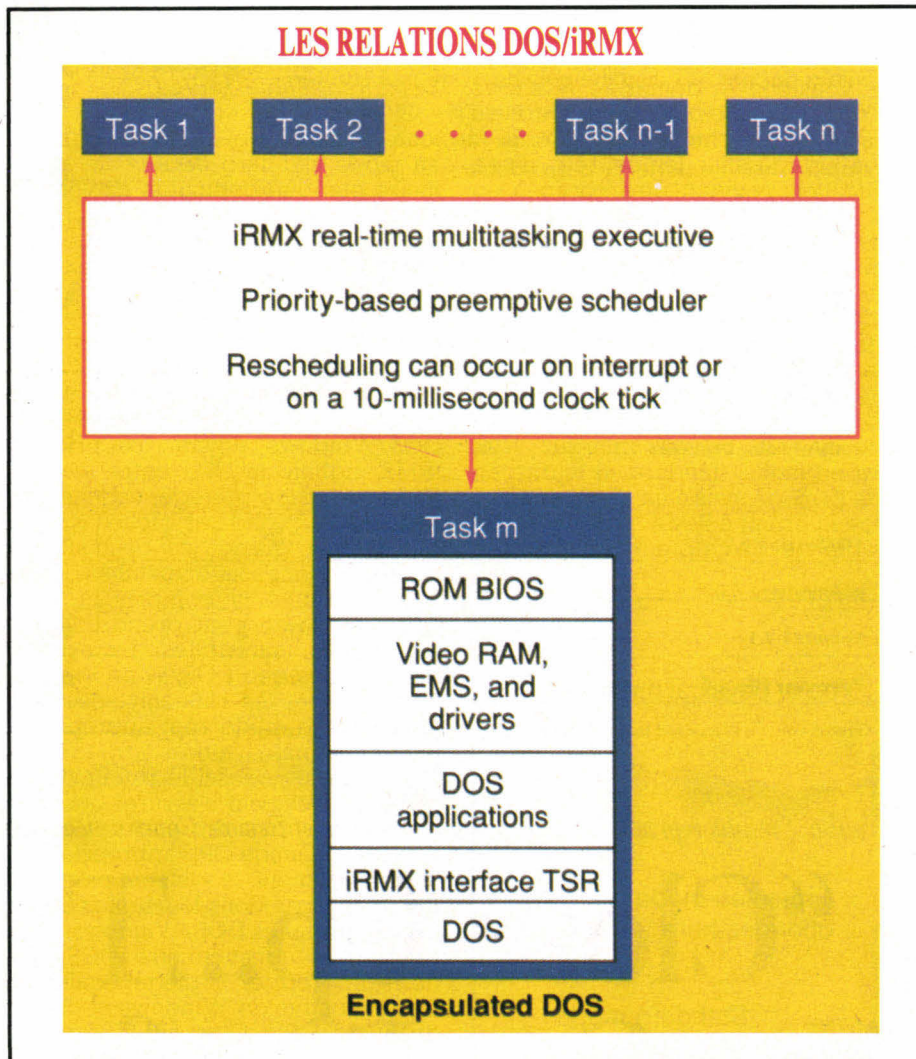 LES RELATIONS DOS/iRMX
Task 1 Task 2 . . . . Task n-1 Task n
iRMX real-time multitasking executive
Priority-based preemptive scheduler
Rescheduling can occur on interrupt or
on a 10-millisecond clock tick
Task m
ROM BIOS
Video RAM,
EMS, and
drivers
DOS
applications
iRMX interface TSR
DOS
Encapsulated DOS